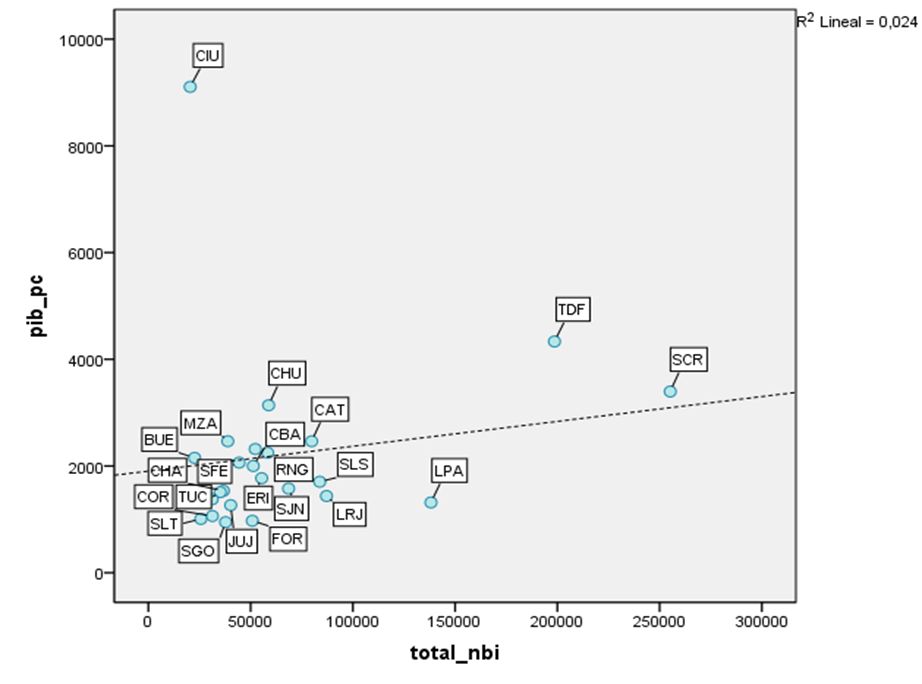 R² Lineal = 0,024
10000
8000
6000
4000
2000
0
pib_pc
CIU
TDF
SCR
CHU
CAT
MZA
CBA
BUE
CHA
SFE
RNG
SLS
LPA
COR
TUC
ERI
SJN
LRJ
SLT
SGO
JUJ
FOR
0
50000
100000
150000
200000
250000
300000
total_nbi